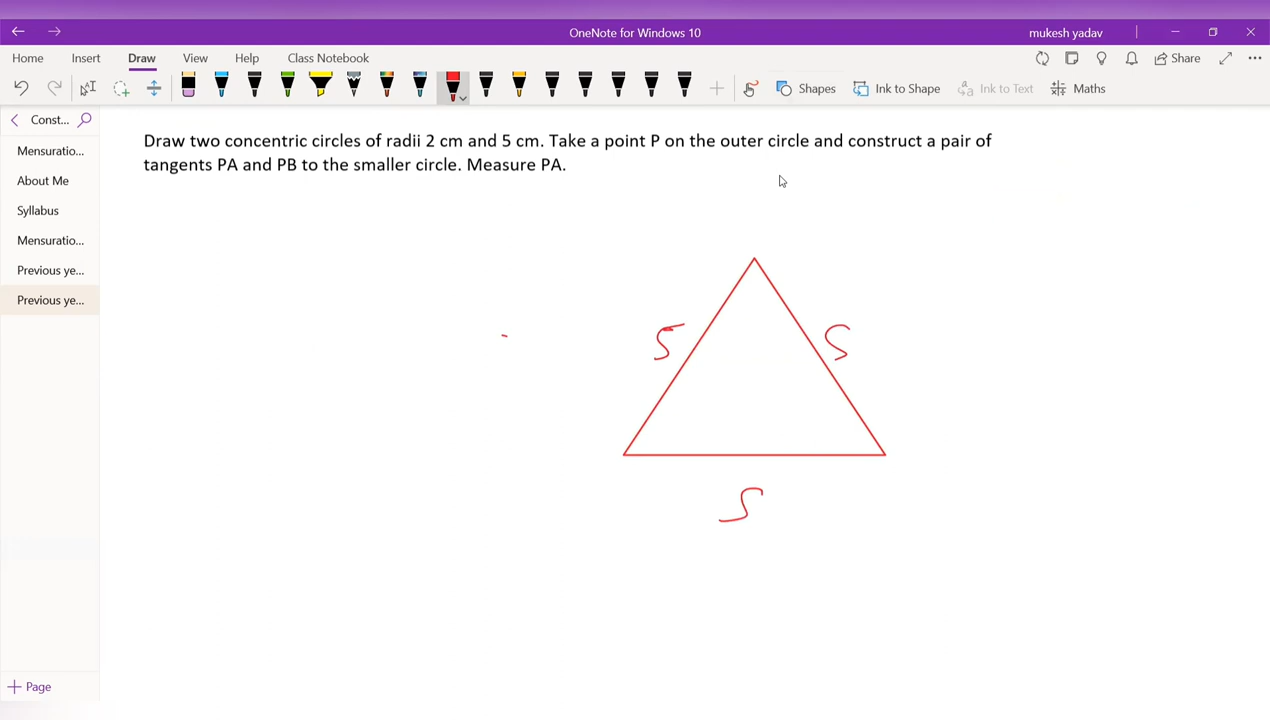 OneNote for Windows 10
mukesh yadav
Home Insert Draw View Help Class Notebook
Share
Shapes Ink to Shape Ink to Text Maths
Const...
Mensuratio...
About Me
Syllabus
Mensuratio...
Previous ye...
Previous ye...
Page
Draw two concentric circles of radii 2 cm and 5 cm. Take a point P on the outer circle and construct a pair of
tangents PA and PB to the smaller circle. Measure PA.
5 5
5